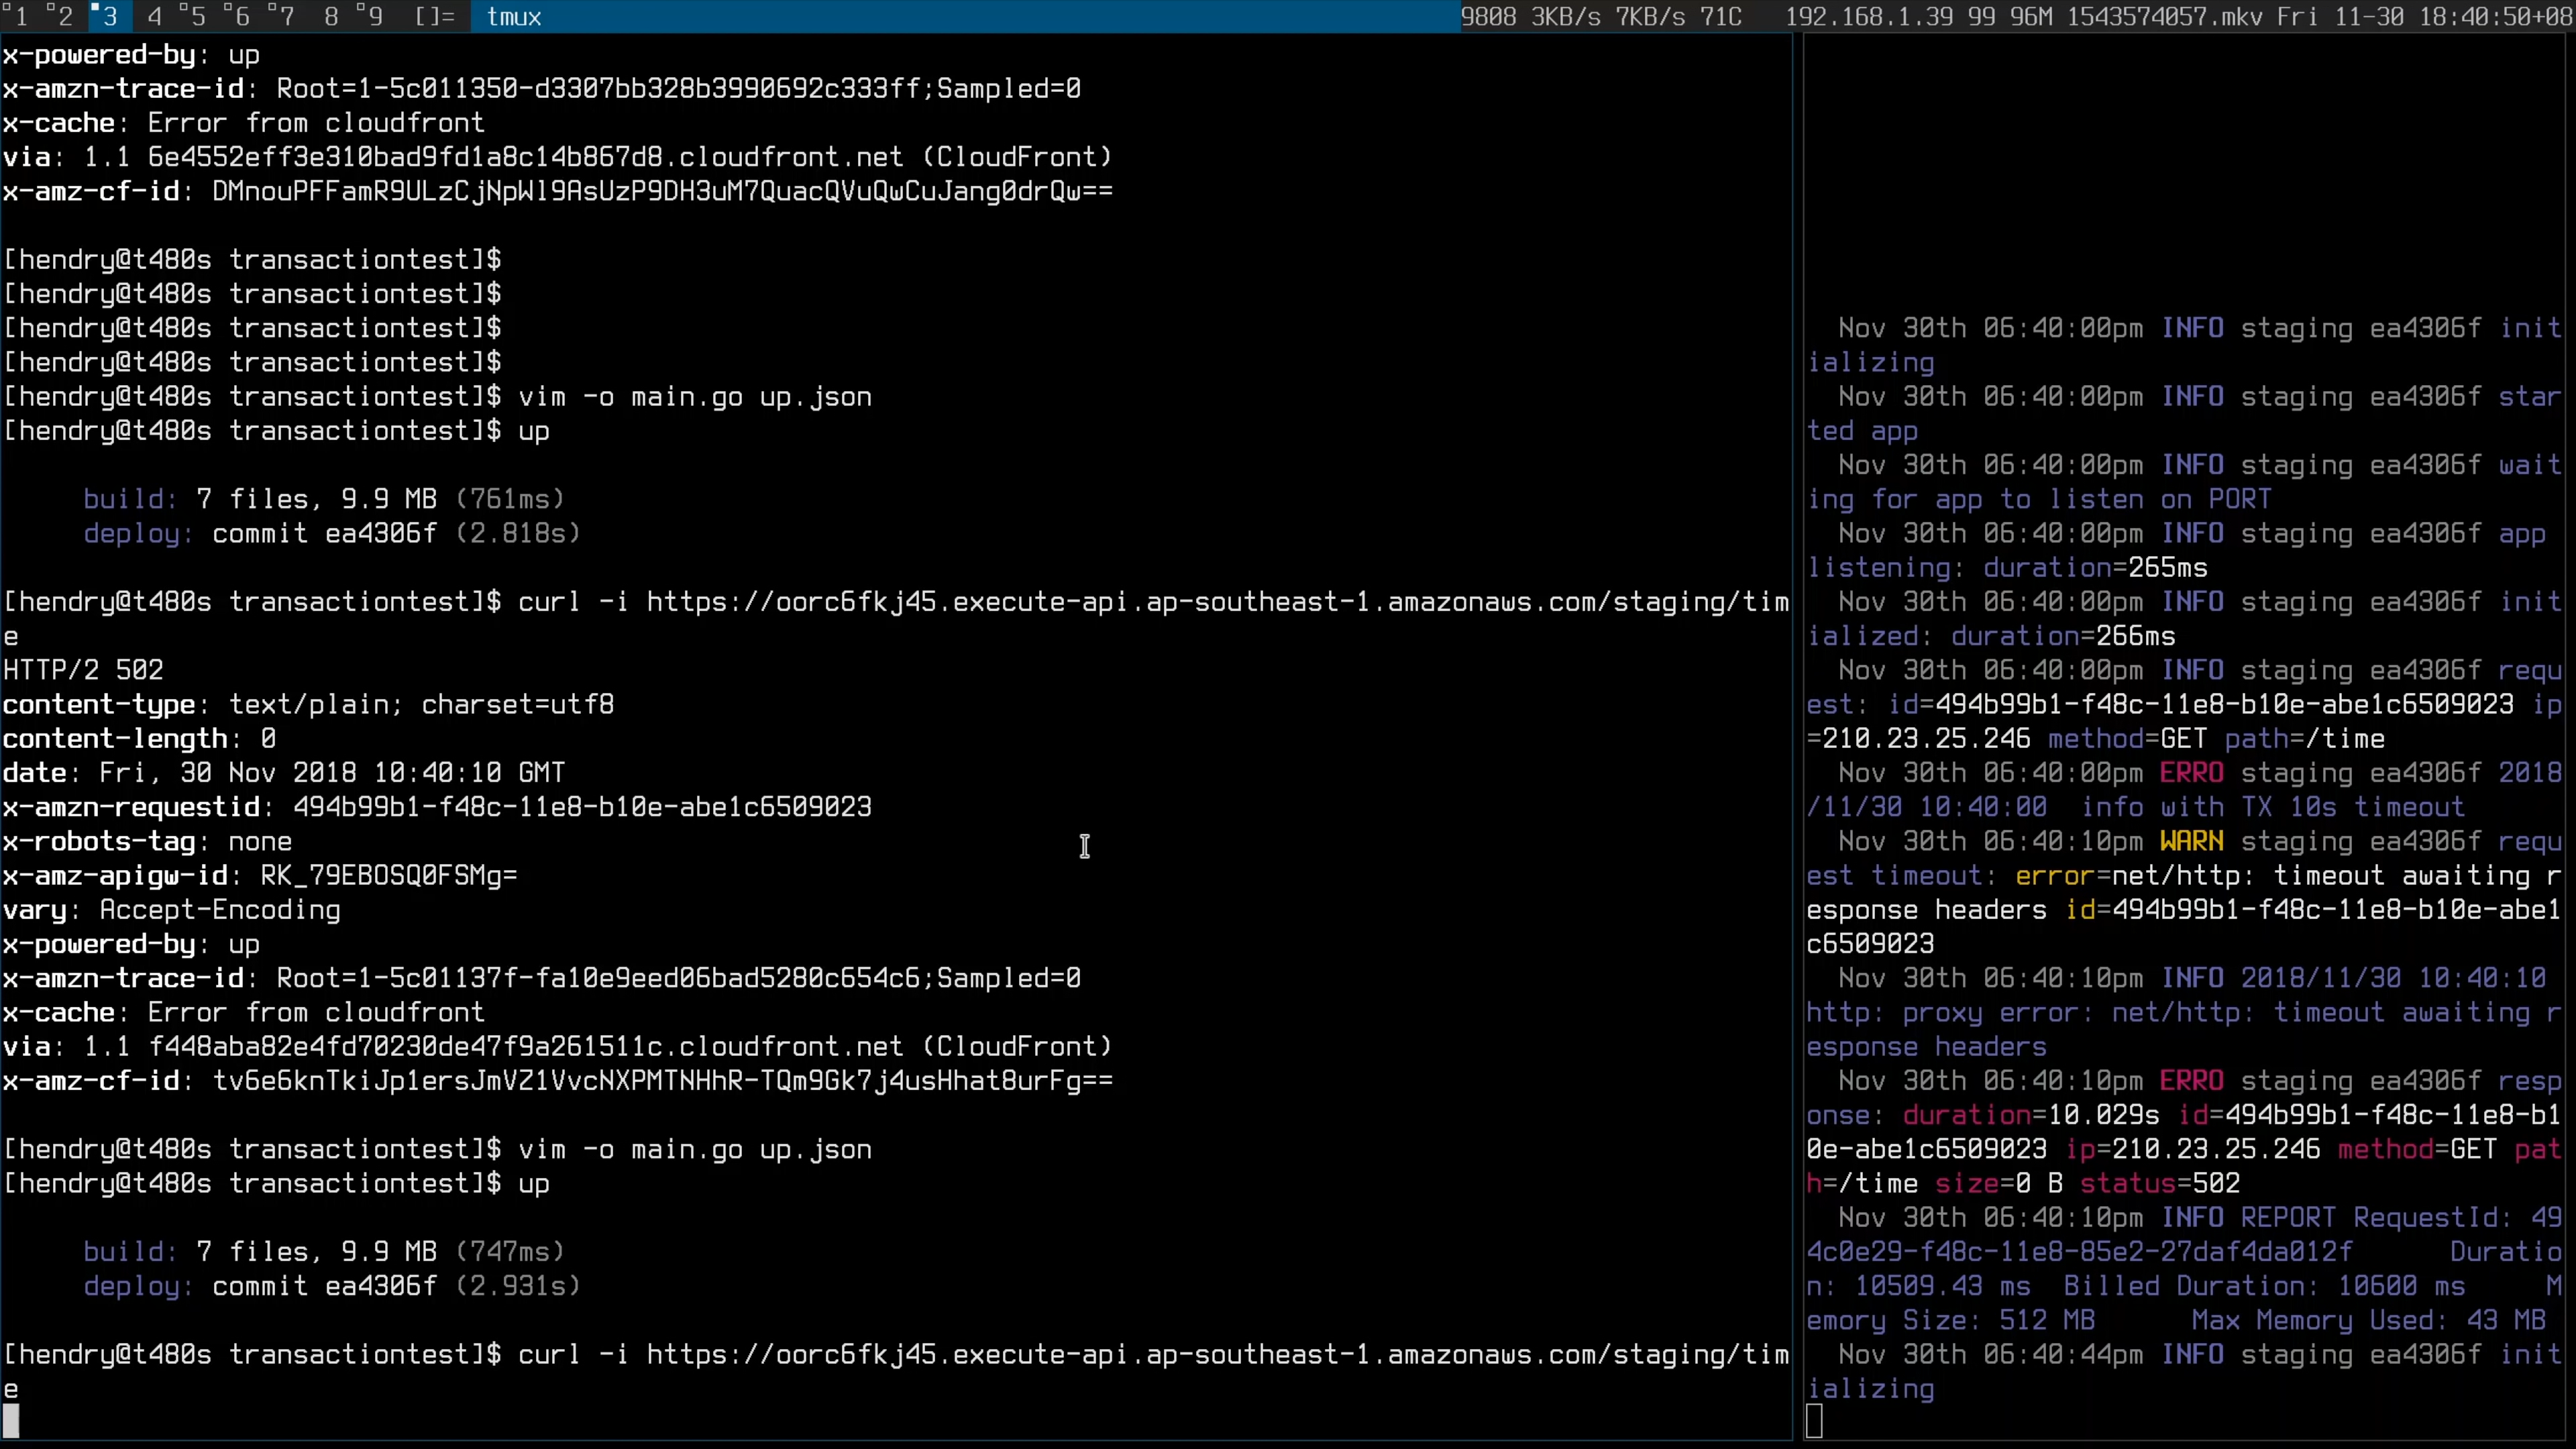 1 2 3 4 5 6 7 8 9 []= tmux 9808 3KB/s 7KB/s 71C 192.168.1.39 99 96M 1543574057.mkv Fri 11-30 18:40:50+08
x-powered-by: up
x-amzn-trace-id: Root=1-5c011350-d3307bb328b3990692c333ff;Sampled=0
x-cache: Error from cloudfront
via: 1.1 6e4552eff3e310bad9fd1a8c14b867d8.cloudfront.net (CloudFront)
x-amz-cf-id: DMnouPFFamR9ULzCjNpWl9AsUzP9DH3uM7QuacQVuQwCuJang0drQw==
[hendry@t480s transactiontest]$
[hendry@t480s transactiontest]$
[hendry@t480s transactiontest]$
[hendry@t480s transactiontest]$
[hendry@t480s transactiontest]$ vim -o main.go up.json
[hendry@t480s transactiontest]$ up
build: 7 files, 9.9 MB (761ms)
deploy: commit ea4306f (2.818s)
[hendry@t480s transactiontest]$ curl -i https://oorc6fkj45.execute-api.ap-southeast-1.amazonaws.com/staging/tim
e
HTTP/2 502
content-type: text/plain; charset=utf8
content-length: 0
date: Fri, 30 Nov 2018 10:40:10 GMT
x-amzn-requestid: 494b99b1-f48c-11e8-b10e-abe1c6509023
x-robots-tag: none
x-amz-apigw-id: RK_79EBOSQ0FSMg=
vary: Accept-Encoding
x-powered-by: up
x-amzn-trace-id: Root=1-5c01137f-fa10e9eed06bad5280c654c6;Sampled=0
x-cache: Error from cloudfront
via: 1.1 f448aba82e4fd70230de47f9a261511c.cloudfront.net (CloudFront)
x-amz-cf-id: tv6e6knTkiJp1ersJmVZ1VvcNXPMTNHhR-TQm9Gk7j4usHhat8urFg==
[hendry@t480s transactiontest]$ vim -o main.go up.json
[hendry@t480s transactiontest]$ up
build: 7 files, 9.9 MB (747ms)
deploy: commit ea4306f (2.931s)
[hendry@t480s transactiontest]$ curl -i https://oorc6fkj45.execute-api.ap-southeast-1.amazonaws.com/staging/tim
e
Nov 30th 06:40:00pm INFO staging ea4306f init
ializing
Nov 30th 06:40:00pm INFO staging ea4306f star
ted app
Nov 30th 06:40:00pm INFO staging ea4306f wait
ing for app to listen on PORT
Nov 30th 06:40:00pm INFO staging ea4306f app
listening: duration=265ms
Nov 30th 06:40:00pm INFO staging ea4306f init
ialized: duration=266ms
Nov 30th 06:40:00pm INFO staging ea4306f requ
est: id=494b99b1-f48c-11e8-b10e-abe1c6509023 ip
=210.23.25.246 method=GET path=/time
Nov 30th 06:40:00pm ERRO staging ea4306f 2018
/11/30 10:40:00 info with TX 10s timeout
Nov 30th 06:40:10pm WARN staging ea4306f requ
est timeout: error=net/http: timeout awaiting r
esponse headers id=494b99b1-f48c-11e8-b10e-abe1
c6509023
Nov 30th 06:40:10pm INFO 2018/11/30 10:40:10
http: proxy error: net/http: timeout awaiting r
esponse headers
Nov 30th 06:40:10pm ERRO staging ea4306f resp
onse: duration=10.029s id=494b99b1-f48c-11e8-b1
0e-abe1c6509023 ip=210.23.25.246 method=GET pat
h=/time size=0 B status=502
Nov 30th 06:40:10pm INFO REPORT RequestId: 49
4c0e29-f48c-11e8-85e2-27daf4da012f Duratio
n: 10509.43 ms Billed Duration: 10600 ms M
emory Size: 512 MB Max Memory Used: 43 MB
Nov 30th 06:40:44pm INFO staging ea4306f init
ializing